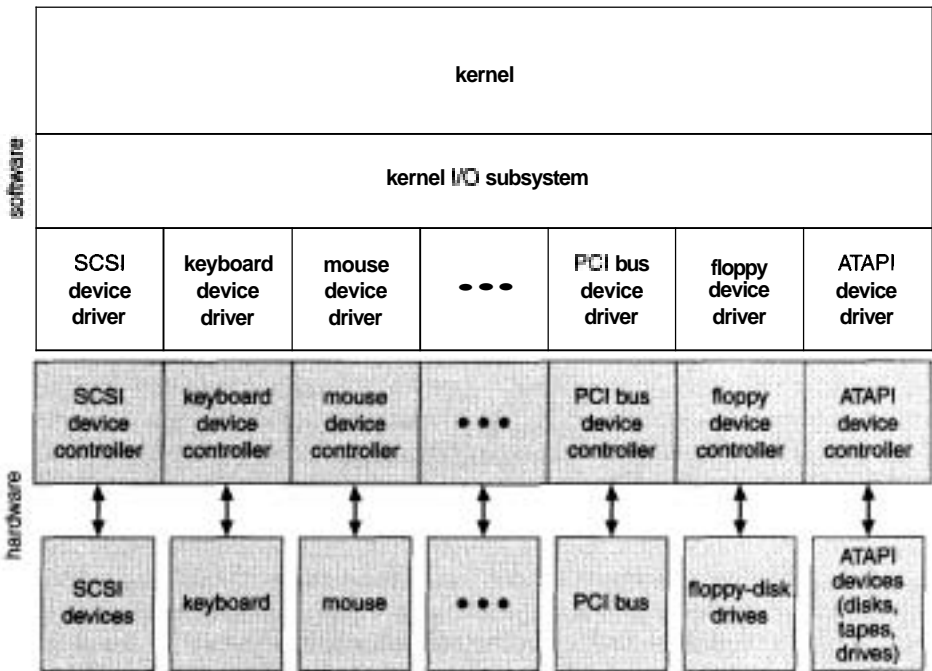 kernel
kernel I/O subsystem
software
SCSI
device
driver
keyboard
device
driver
mouse
device
driver
PCI bus
device
driver
floppy
device
driver
ATAPI
device
driver
hardware
SCSI
device
controller
keyboard
device
controller
mouse
device
controller
PCI bus
device
controller
floppy
device
controller
ATAPI
device
controller
SCSI
devices
keyboard
mouse
PCI bus
floppy-disk
drives
ATAPI
devices
(disks,
tapes,
drives)